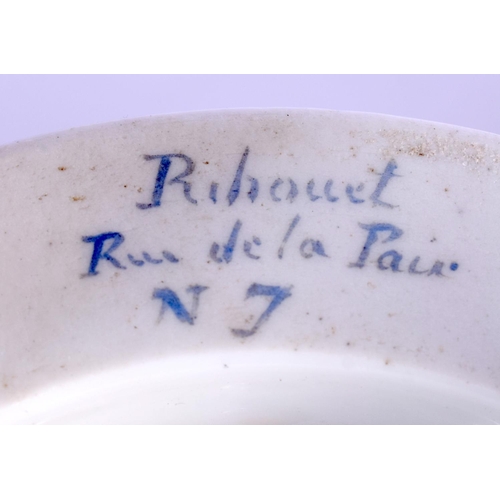 Rihouet
Rue de la Paix
N 7